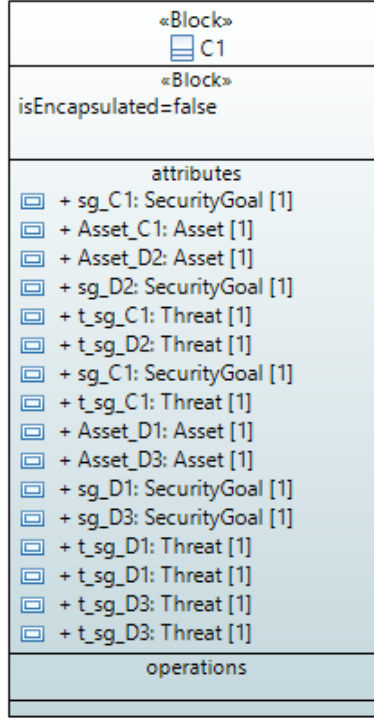 «Block»
C1
«Block»
isEncapsulated=false
attributes
+ sg_C1: SecurityGoal [1]
+ Asset_C1: Asset [1]
+ Asset_D2: Asset [1]
+ sg_D2: SecurityGoal [1]
+ t_sg_C1: Threat [1]
+ t_sg_D2: Threat [1]
+ sg_C1: SecurityGoal [1]
+ t_sg_C1: Threat [1]
+ Asset_D1: Asset [1]
+ Asset_D3: Asset [1]
+ sg_D1: SecurityGoal [1]
+ sg_D3: SecurityGoal [1]
+ t_sg_D1: Threat [1]
+ t_sg_D1: Threat [1]
+ t_sg_D3: Threat [1]
+ t_sg_D3: Threat [1]
operations